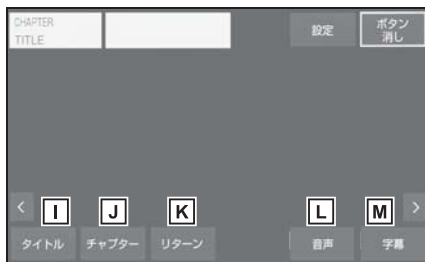 CHAPTER
TITLE
設定
ボタン
消し
<
I
J
K
L
M
>
タイトル
チャプター
リターン
音声
字幕